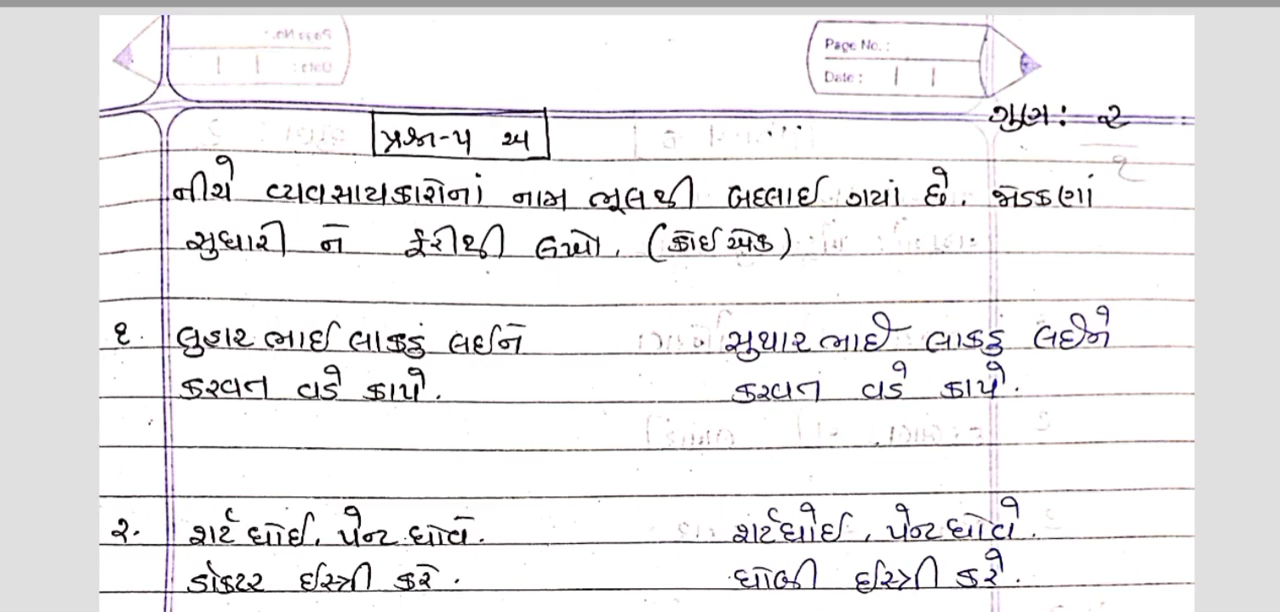 Page No. :
Date :
ગુણ : ૨
પ્રશ્ન-૫ અ
નીચે વ્યવસાયકારોનાં નામ ભૂલથી બદલાઈ ગયાં છે. જોડકણાં
સુધારી ને ફરીથી લખો. (કોઈ એક)
૧. લુહાર ભાઈ લાકડું લઈને
કરવત વડે કાપે.
સુથાર ભાઈ લાકડું લઈને
કરવત વડે કાપે.
૨. શર્ટ ધોઈ, પેન્ટ ધોવે.
ડોકટર ઈસ્ત્રી કરે.
શર્ટ ધોઈ, પેન્ટ ધોવે.
ધોબી ઈસ્ત્રી કરે.